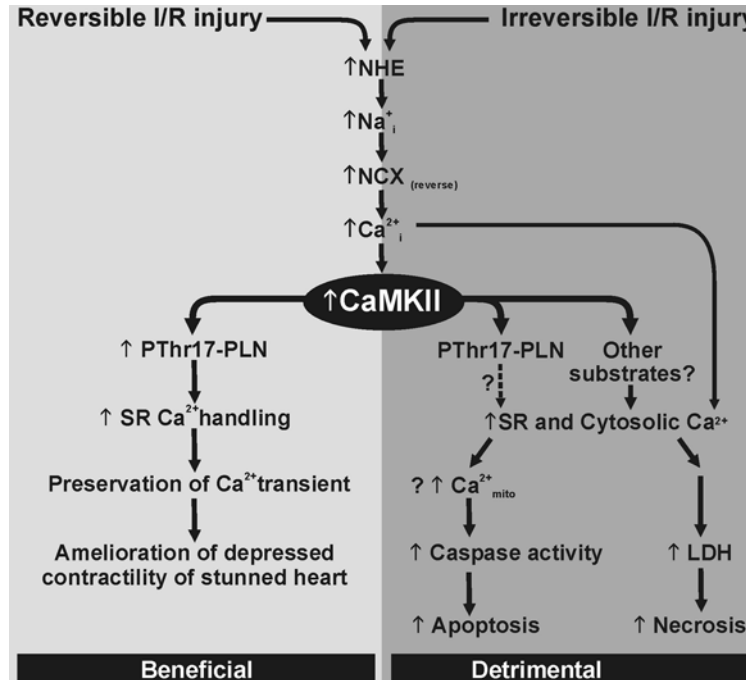 Reversible I/R injury
Irreversible I/R injury
↑NHE
↑Na⁺ᵢ
↑NCX (reverse)
↑Ca²⁺ᵢ
↑CaMKII
↑ PThr17-PLN
PThr17-PLN
Other
substrates?
?
↑ SR Ca²⁺handling
↑SR and Cytosolic Ca²⁺
Preservation of Ca²⁺transient
? ↑ Ca²⁺mito
Amelioration of depressed
contractility of stunned heart
↑ Caspase activity
↑ LDH
↑ Apoptosis
↑ Necrosis
Beneficial
Detrimental